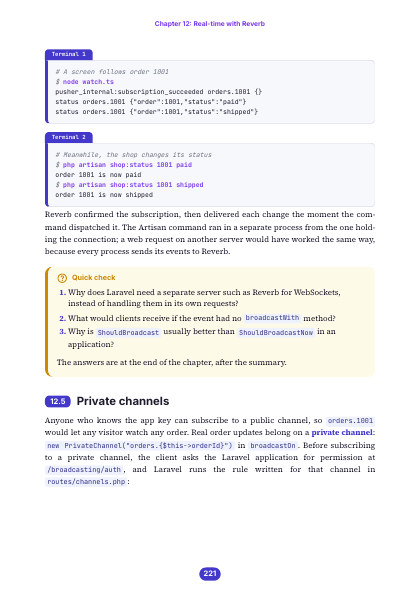 Chapter 12: Real-time with Reverb
Terminal 1
# A screen follows order 1001
$ node watch.ts
pusher_internal:subscription_succeeded orders.1001 {}
status orders.1001 {"order":1001,"status":"paid"}
status orders.1001 {"order":1001,"status":"shipped"}
Terminal 2
# Meanwhile, the shop changes its status
$ php artisan shop:status 1001 paid
order 1001 is now paid
$ php artisan shop:status 1001 shipped
order 1001 is now shipped
Reverb confirmed the subscription, then delivered each change the moment the com-
mand dispatched it. The Artisan command ran in a separate process from the one hold-
ing the connection; a web request on another server would have worked the same way,
because every process sends its events to Reverb.
Quick check
1. Why does Laravel need a separate server such as Reverb for WebSockets,
instead of handling them in its own requests?
2. What would clients receive if the event had no broadcastWith method?
3. Why is ShouldBroadcast usually better than ShouldBroadcastNow in an
application?
The answers are at the end of the chapter, after the summary.
12.5 Private channels
Anyone who knows the app key can subscribe to a public channel, so orders.1001
would let any visitor watch any order. Real order updates belong on a private channel:
new PrivateChannel("orders.{$this->orderId}") in broadcastOn. Before subscribing
to a private channel, the client asks the Laravel application for permission at
/broadcasting/auth, and Laravel runs the rule written for that channel in
routes/channels.php:
221